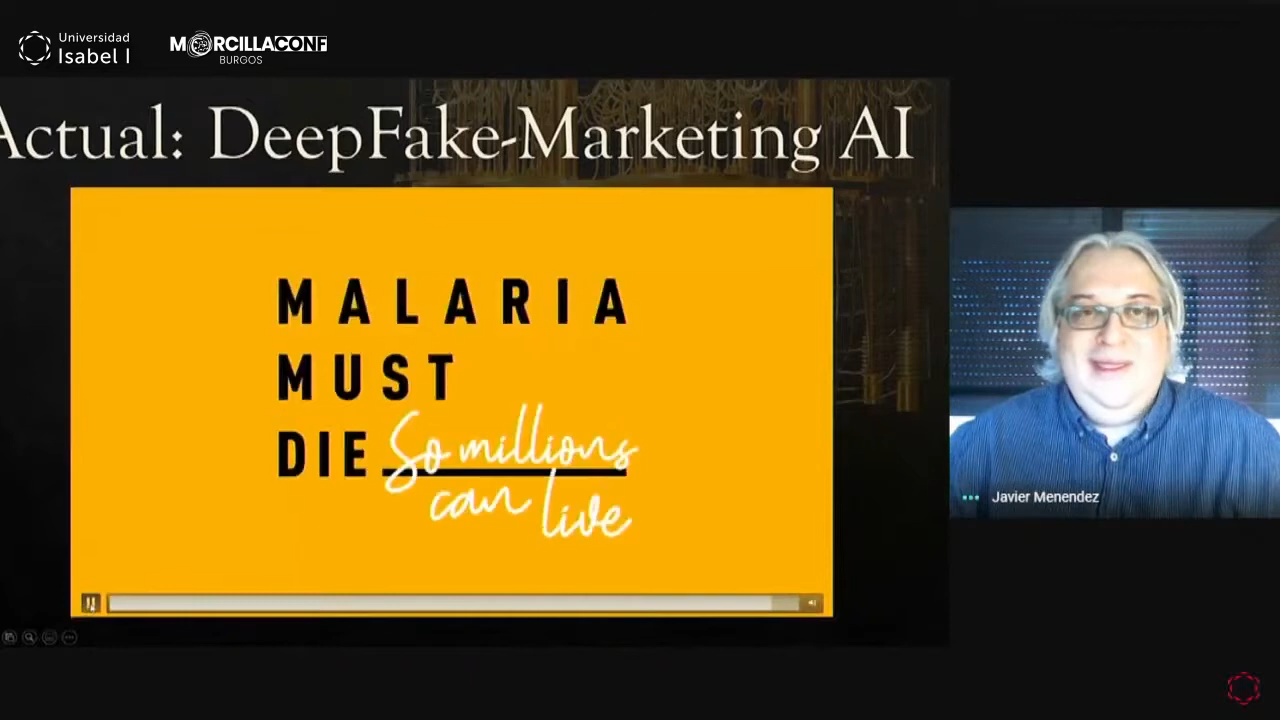 Universidad
Isabel I
MORCILLACONF
BURGOS
Actual: DeepFake-Marketing AI
MALARIA
MUST
DIE So millions
can live
Javier Menendez